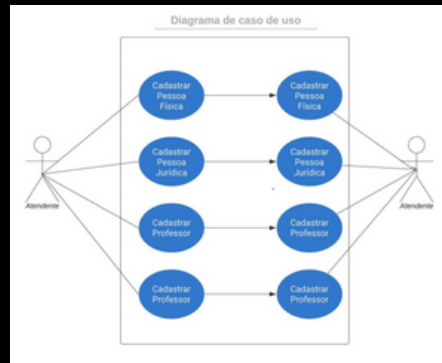 Diagrama de caso de uso
Cadastrar
Pessoa
Física
Cadastrar
Pessoa
Física
Cadastrar
Pessoa
Jurídica
Cadastrar
Pessoa
Jurídica
Atendente
Atendente
Cadastrar
Professor
Cadastrar
Professor
Cadastrar
Professor
Cadastrar
Professor